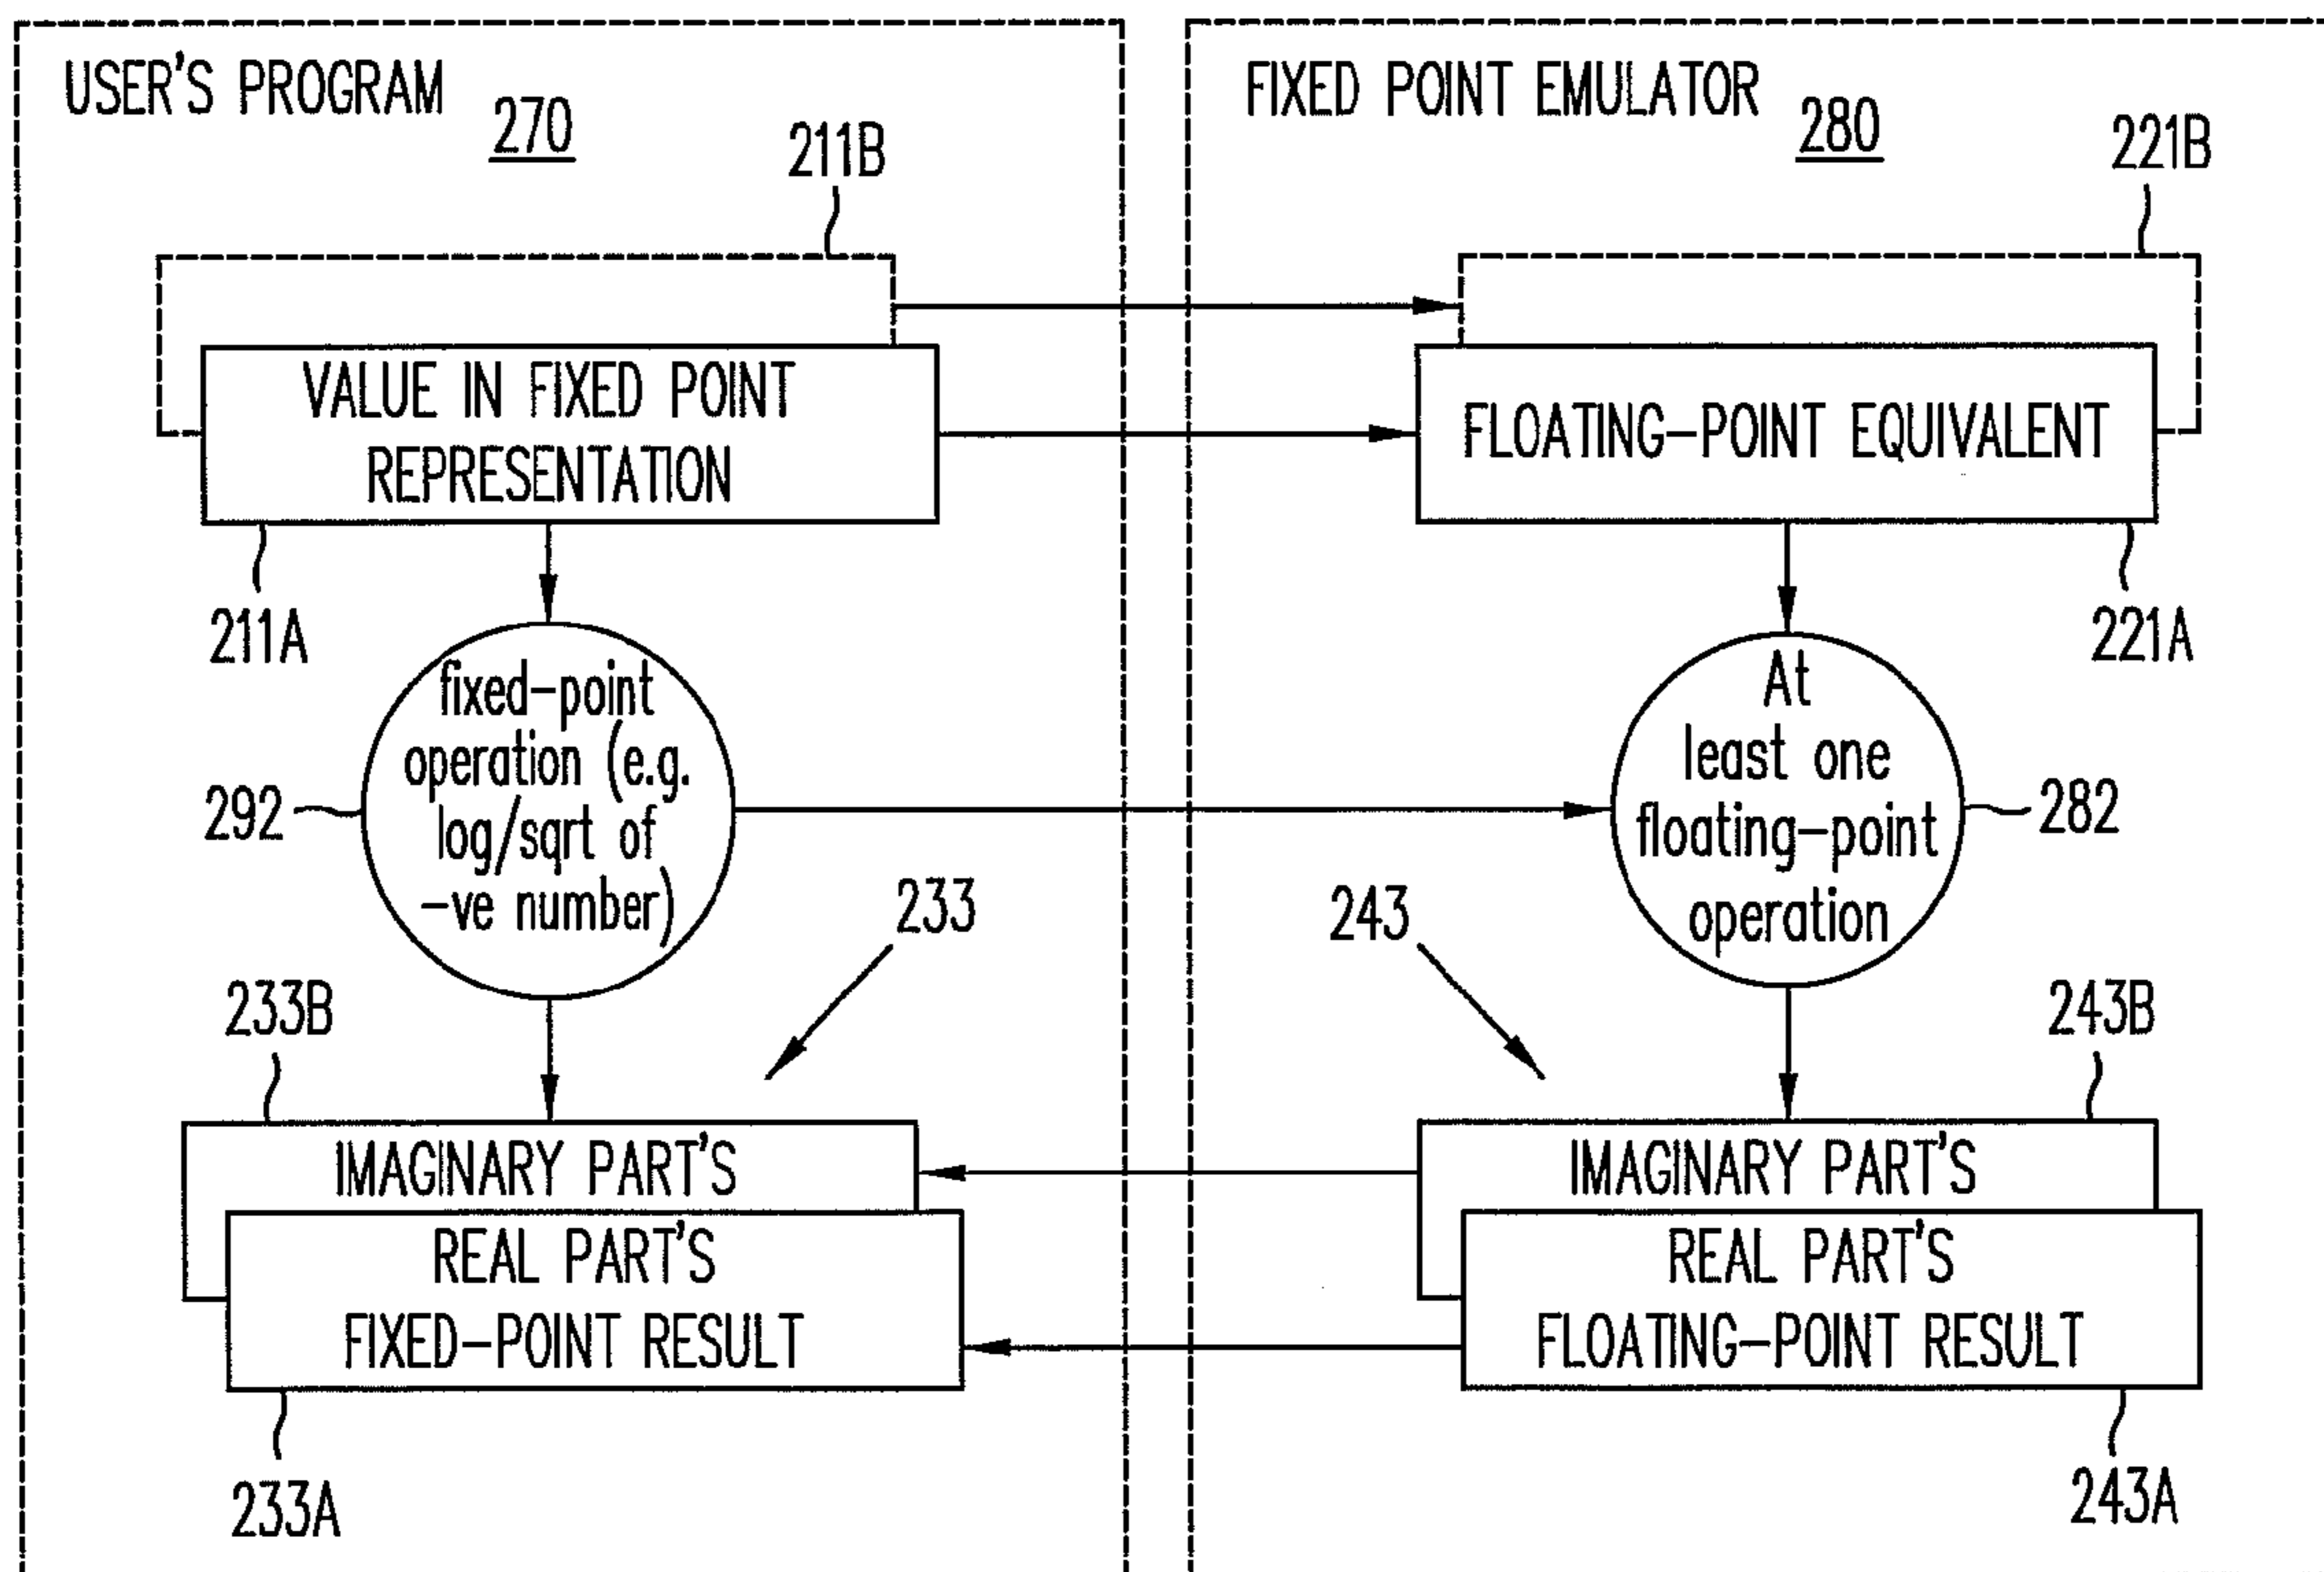 USER'S PROGRAM
270
211B
VALUE IN FIXED POINT
REPRESENTATION
211A
fixed-point
operation (e.g.
log/sqrt of
-ve number)
292
233
233B
IMAGINARY PART'S
REAL PART'S
FIXED-POINT RESULT
233A
FIXED POINT EMULATOR
280
221B
FLOATING-POINT EQUIVALENT
221A
At
least one
floating-point
operation
282
243
243B
IMAGINARY PART'S
REAL PART'S
FLOATING-POINT RESULT
243A